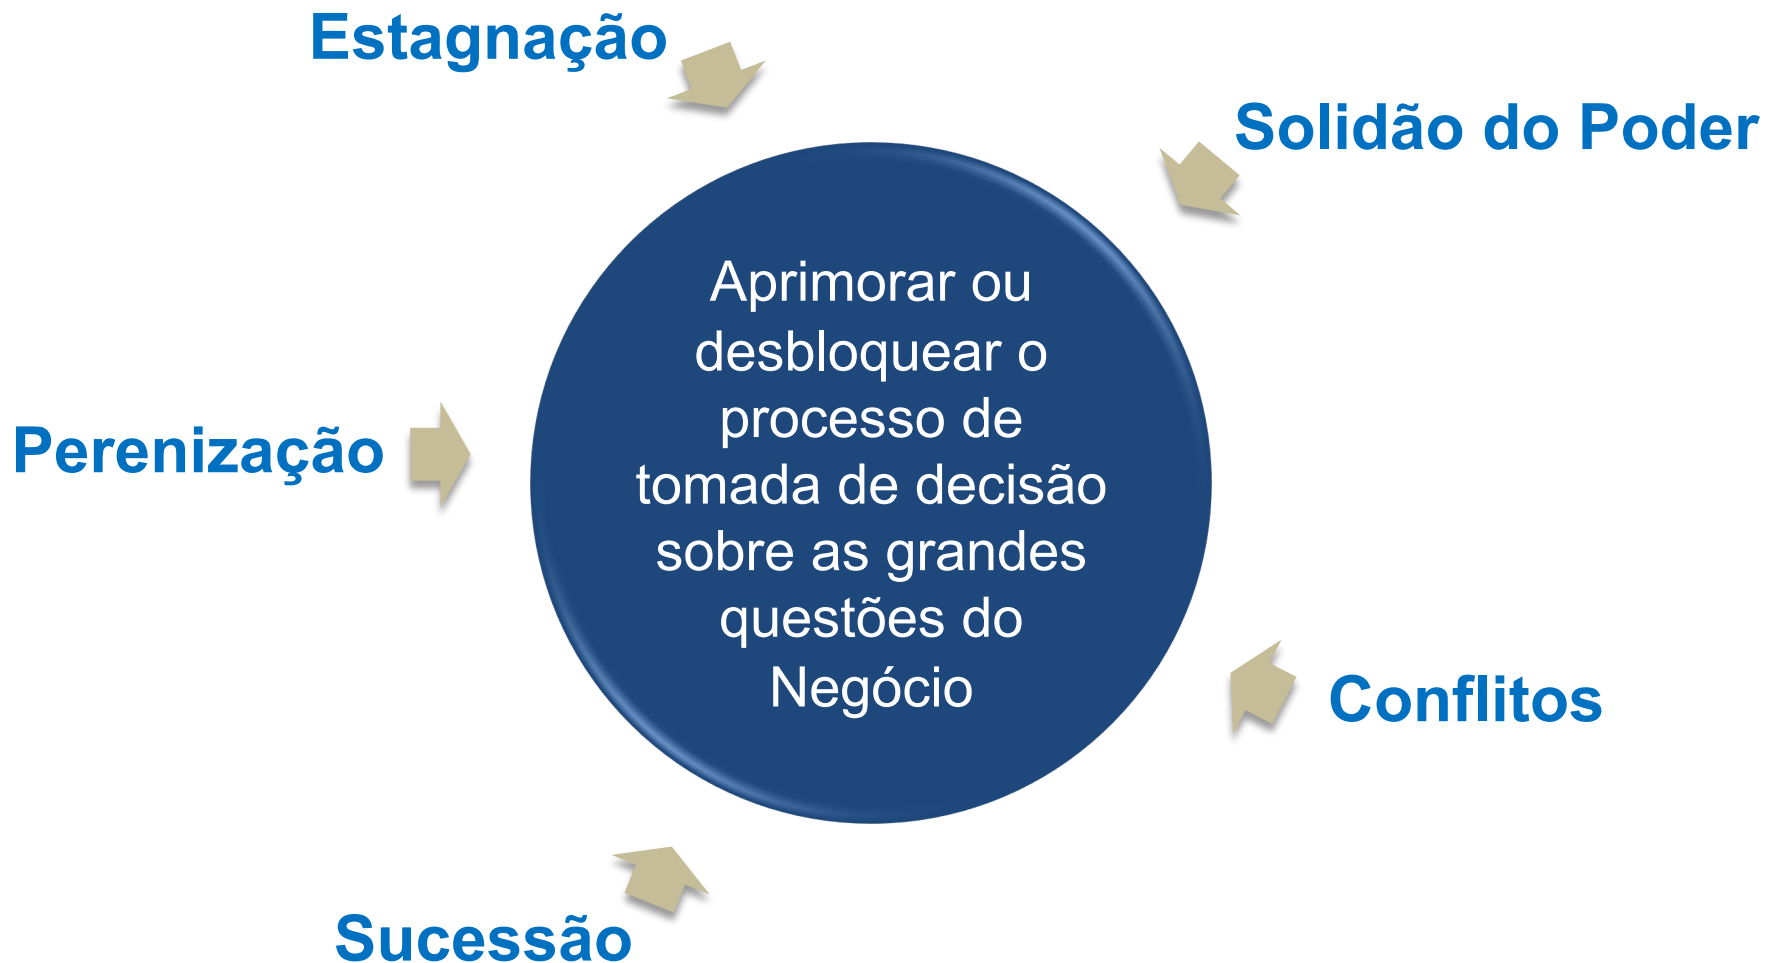 Estagnação
Solidão do Poder
Aprimorar ou
desbloquear o
processo de
tomada de decisão
sobre as grandes
questões do
Negócio
Perenização
Conflitos
Sucessão